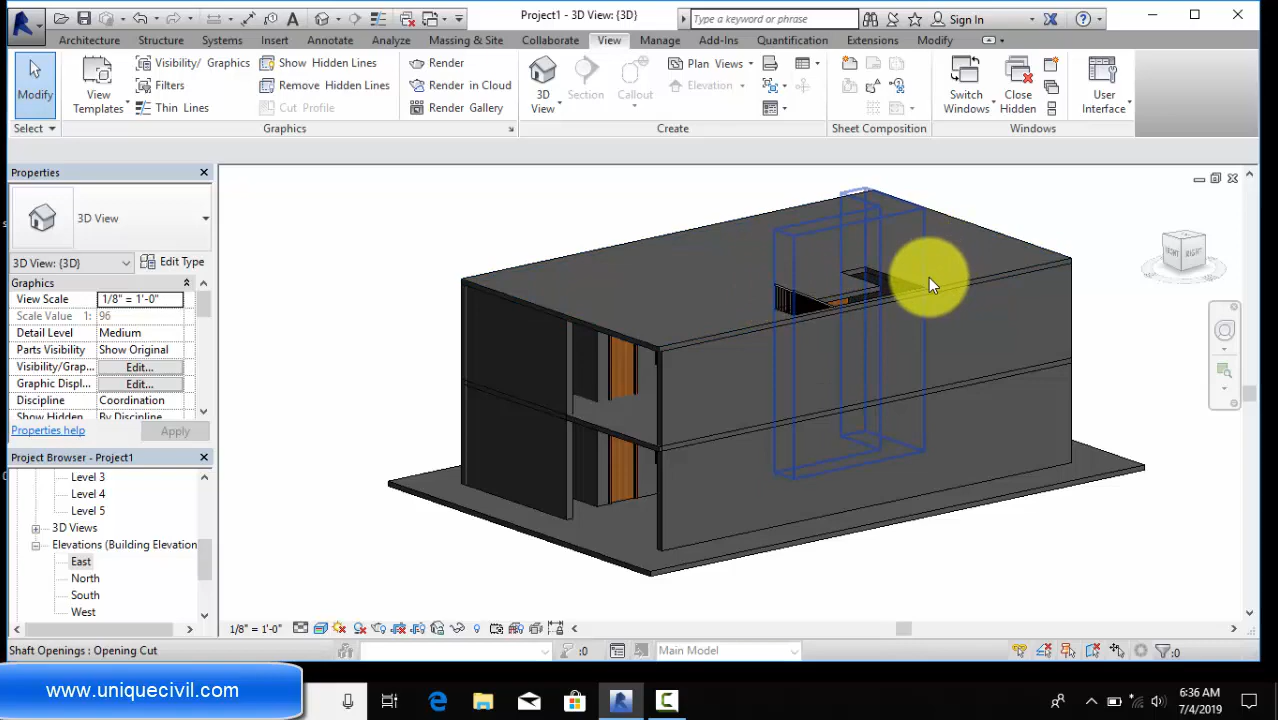 Project1 - 3D View: {3D}
Type a keyword or phrase
Sign In
Architecture Structure Systems Insert Annotate Analyze Massing & Site Collaborate View Manage Add-Ins Quantification Extensions Modify
Modify
View Templates
Visibility/ Graphics
Filters
Thin Lines
Show Hidden Lines
Remove Hidden Lines
Cut Profile
Render
Render in Cloud
Render Gallery
3D View
Section
Callout
Plan Views
Elevation
Switch Windows
Close Hidden
User Interface
Select
Graphics
Create
Sheet Composition
Windows
Properties
3D View
3D View: {3D}
Edit Type
Graphics
View Scale 1/8" = 1'-0"
Scale Value 1: 96
Detail Level Medium
Parts Visibility Show Original
Visibility/Grap... Edit...
Graphic Displ... Edit...
Discipline Coordination
Show Hidden By Discipline
Properties help
Apply
Project Browser - Project1
Level 3
Level 4
Level 5
3D Views
Elevations (Building Elevation
East
North
South
West
FRONT
RIGHT
1/8" = 1'-0"
Shaft Openings : Opening Cut
:0
Main Model
:0
www.uniquecivil.com
6:36 AM
7/4/2019